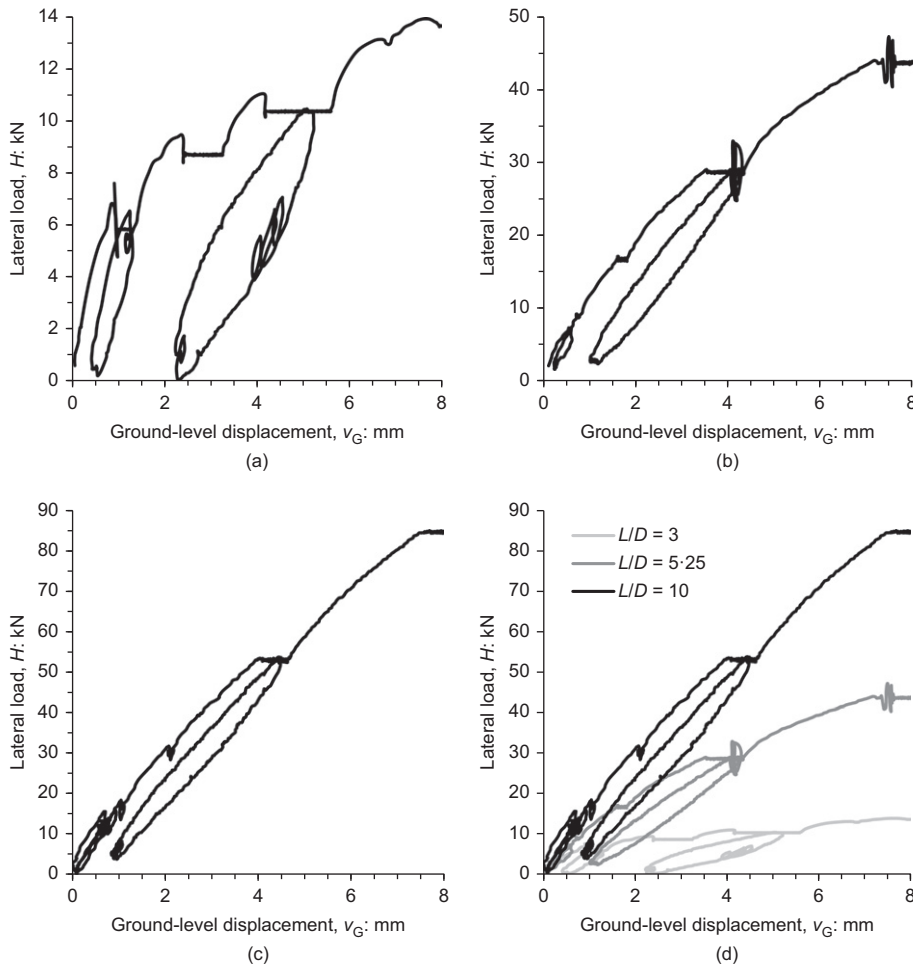 14
12
10
8
6
4
2
0
Lateral load, H: kN
0 2 4 6 8
Ground-level displacement, vG: mm
(a)
50
40
30
20
10
0
Lateral load, H: kN
0 2 4 6 8
Ground-level displacement, vG: mm
(b)
90
80
70
60
50
40
30
20
10
0
Lateral load, H: kN
0 2 4 6 8
Ground-level displacement, vG: mm
(c)
90
80
70
60
50
40
30
20
10
0
Lateral load, H: kN
L/D = 3
L/D = 5·25
L/D = 10
0 2 4 6 8
Ground-level displacement, vG: mm
(d)